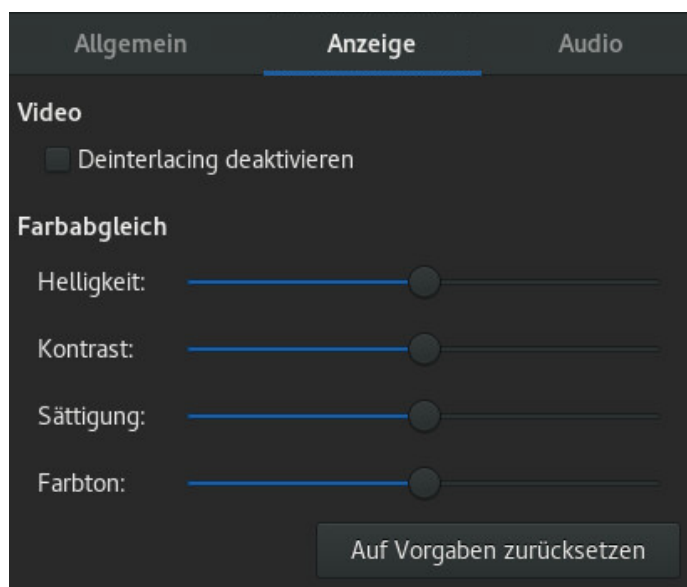 Allgemein Anzeige Audio
Video
Deinterlacing deaktivieren
Farbabgleich
Helligkeit:
Kontrast:
Sättigung:
Farbton:
Auf Vorgaben zurücksetzen